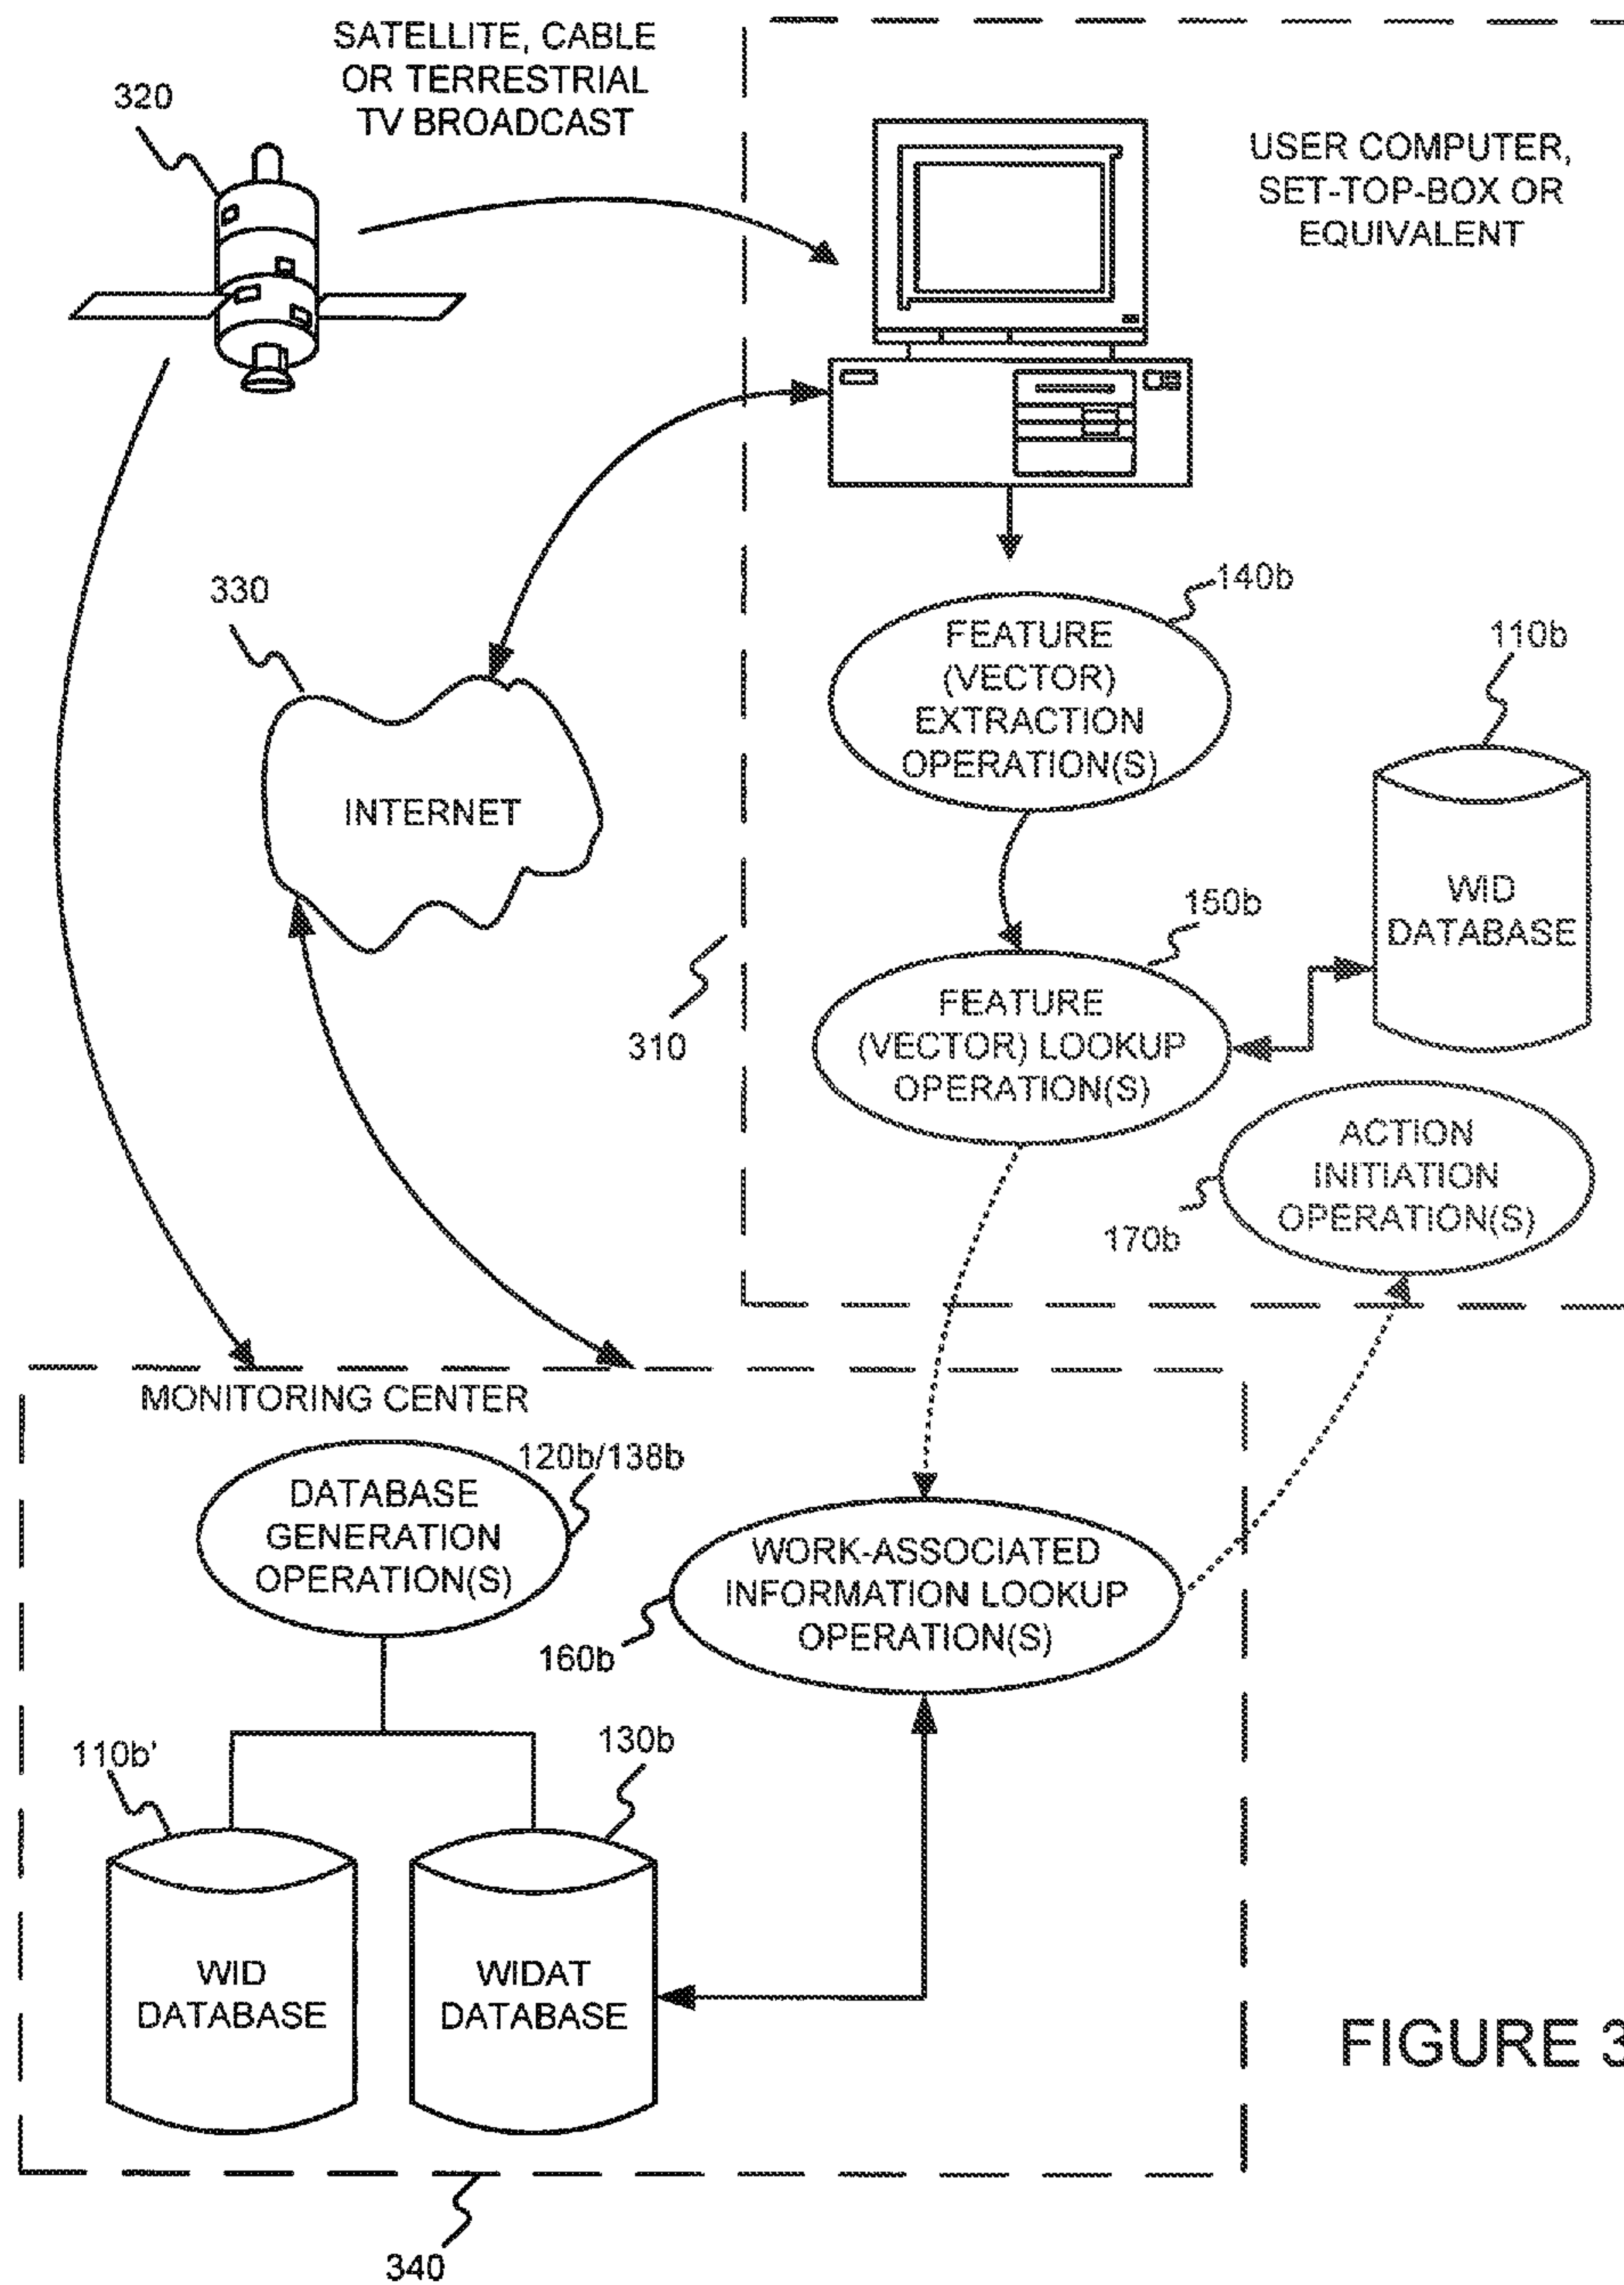 SATELLITE, CABLE
OR TERRESTRIAL
TV BROADCAST
320
USER COMPUTER,
SET-TOP-BOX OR
EQUIVALENT
330
INTERNET
140b
FEATURE
(VECTOR)
EXTRACTION
OPERATION(S)
110b
WID
DATABASE
150b
FEATURE
(VECTOR) LOOKUP
OPERATION(S)
310
ACTION
INITIATION
OPERATION(S)
170b
MONITORING CENTER
120b/138b
DATABASE
GENERATION
OPERATION(S)
WORK-ASSOCIATED
INFORMATION LOOKUP
OPERATION(S)
160b
110b'
130b
WID
DATABASE
WIDAT
DATABASE
FIGURE 3
340